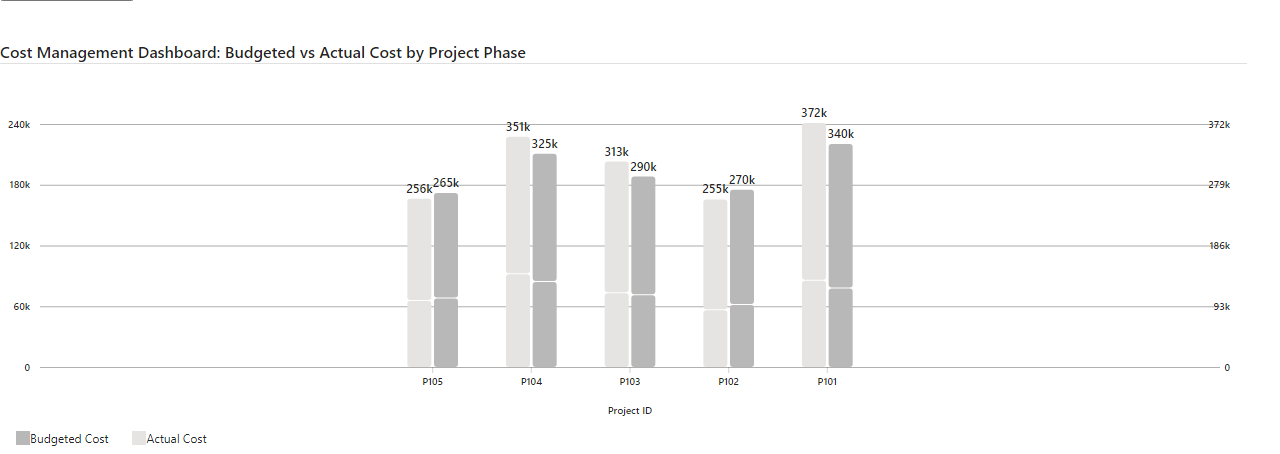 Cost Management Dashboard: Budgeted vs Actual Cost by Project Phase
372k
240k 351k 340k 372k
325k
313k
290k
180k 256k 265k 255k 270k 279k
120k 186k
60k 93k
0 0
P105 P104 P103 P102 P101
Project ID
Budgeted Cost Actual Cost